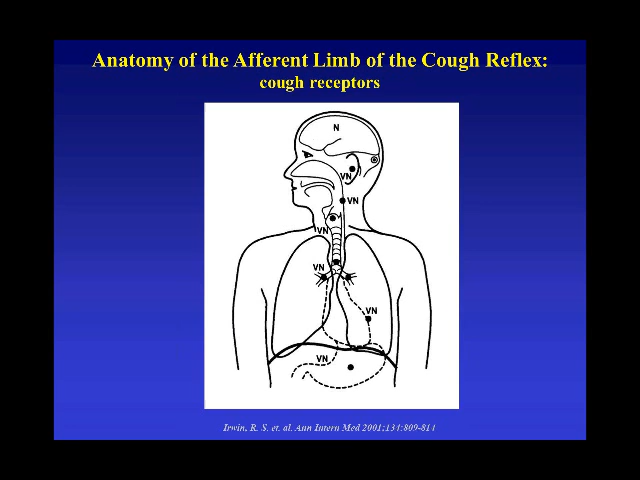 Anatomy of the Afferent Limb of the Cough Reflex:
cough receptors
N
VN
VN
VN
VN
VN
VN
Irwin, R. S. et. al. Ann Intern Med 2001;134:809-814